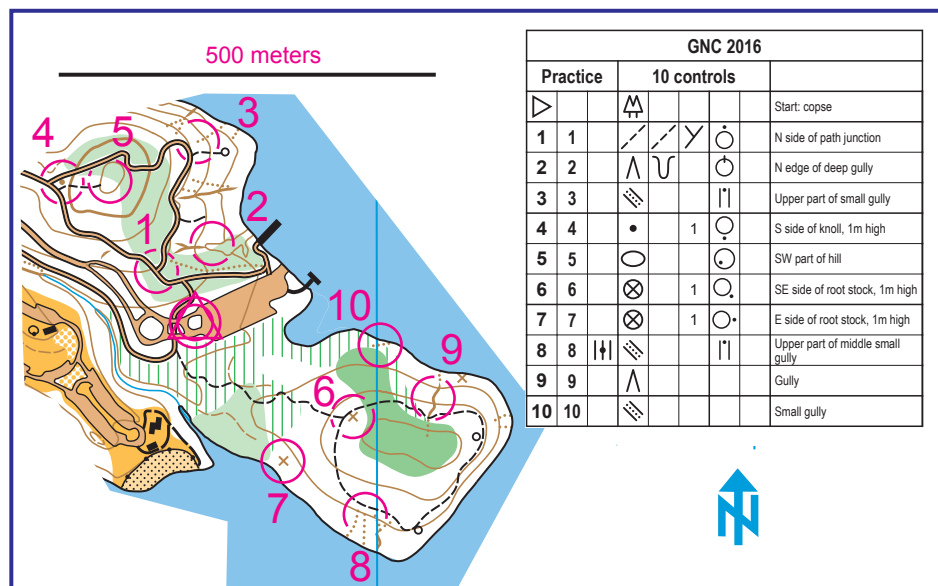 500 meters
4
5
3
2
1
10
9
6
7
8
GNC 2016
Practice 10 controls
Start: copse
1 1 N side of path junction
2 2 N edge of deep gully
3 3 Upper part of small gully
4 4 1 S side of knoll, 1m high
5 5 SW part of hill
6 6 1 SE side of root stock, 1m high
7 7 1 E side of root stock, 1m high
8 8 Upper part of middle small
gully
9 9 Gully
10 10 Small gully
N